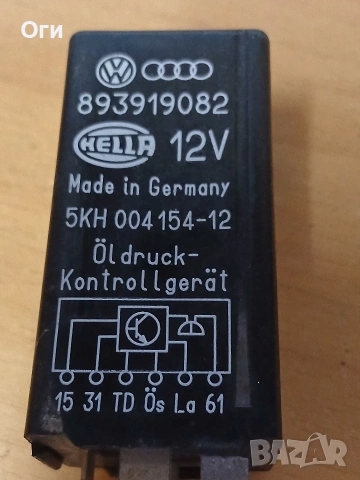 Оги
893919082
HELLA 12V
Made in Germany
5KH 004 154-12
Öldruck-
Kontrollgerät
15 31 TD Ös La 61
BAZAR